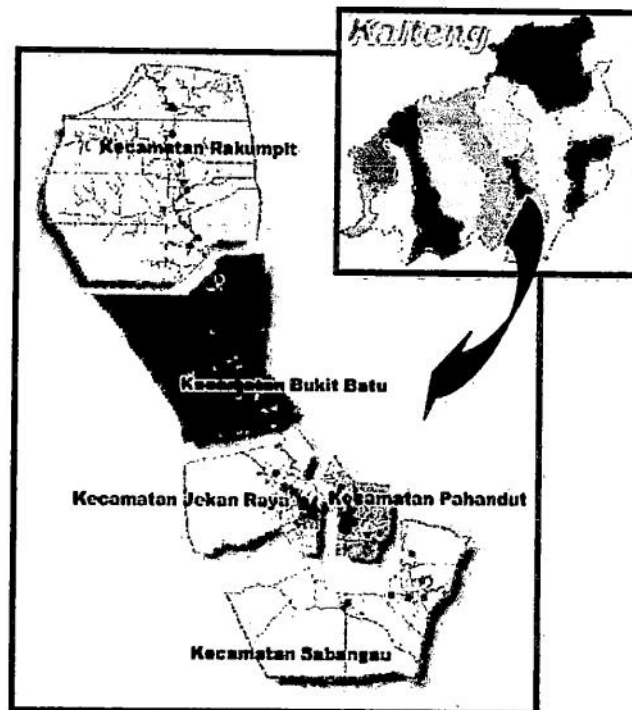 Kalteng
Kecamatan Rakumpit
Kecamatan Bukit Batu
Kecamatan Jekan Raya
Kecamatan Pahandut
Kecamatan Sabangau